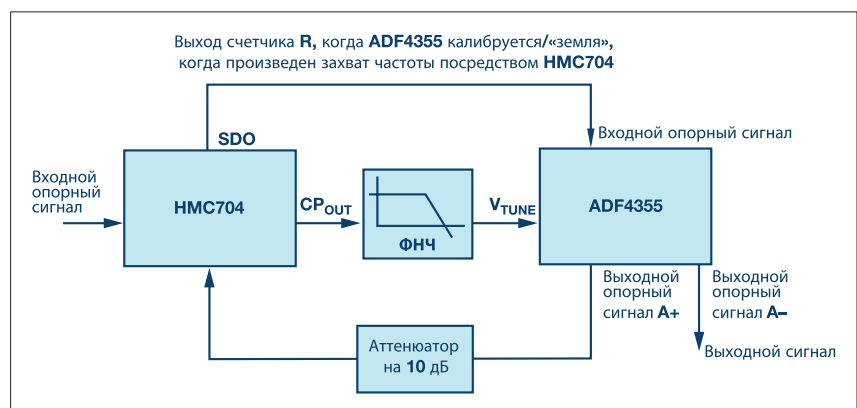 Выход счетчика R, когда ADF4355 калибруется/«земля»,
когда произведен захват частоты посредством HMC704
SDO
Входной опорный сигнал
Входной
опорный
сигнал
HMC704
CPOUT
ФНЧ
VTUNE
ADF4355
Выходной
опорный
сигнал A+
Выходной
опорный
сигнал A–
Аттенюатор
на 10 дБ
Выходной сигнал